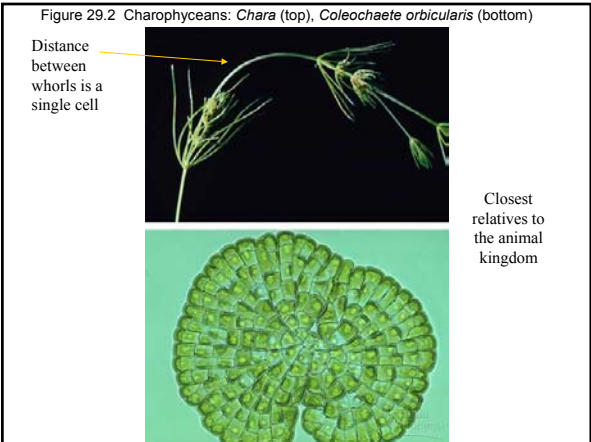 Figure 29.2 Charophyceans: Chara (top), Coleochaete orbicularis (bottom)
Distance
between
whorls is a
single cell
Closest
relatives to
the animal
kingdom